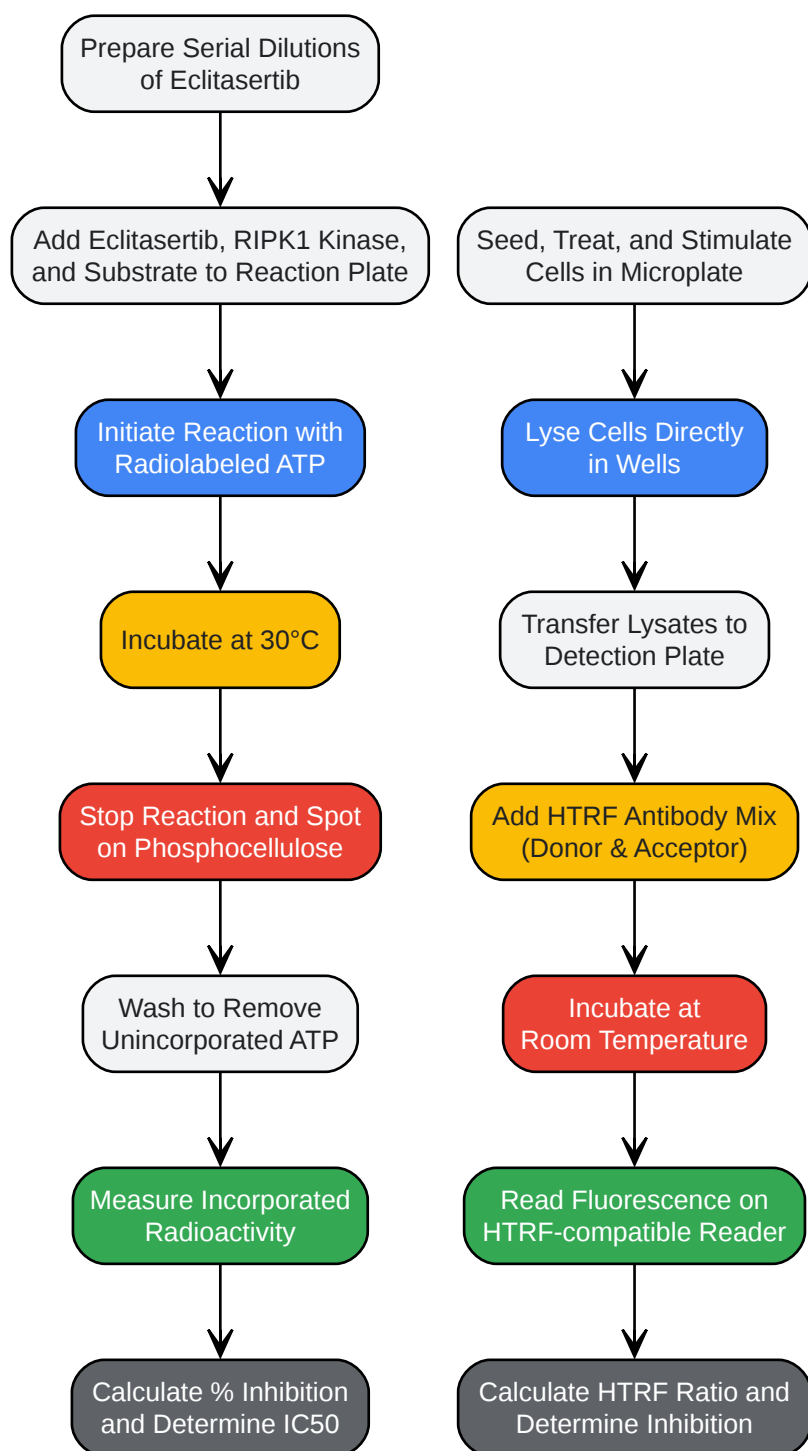 Prepare Serial Dilutions
of Eclitasertib
Add Eclitasertib, RIPK1 Kinase,
and Substrate to Reaction Plate
Initiate Reaction with
Radiolabeled ATP
Incubate at 30°C
Stop Reaction and Spot
on Phosphocellulose
Wash to Remove
Unincorporated ATP
Measure Incorporated
Radioactivity
Calculate % Inhibition
and Determine IC50
Seed, Treat, and Stimulate
Cells in Microplate
Lyse Cells Directly
in Wells
Transfer Lysates to
Detection Plate
Add HTRF Antibody Mix
(Donor & Acceptor)
Incubate at
Room Temperature
Read Fluorescence on
HTRF-compatible Reader
Calculate HTRF Ratio and
Determine Inhibition